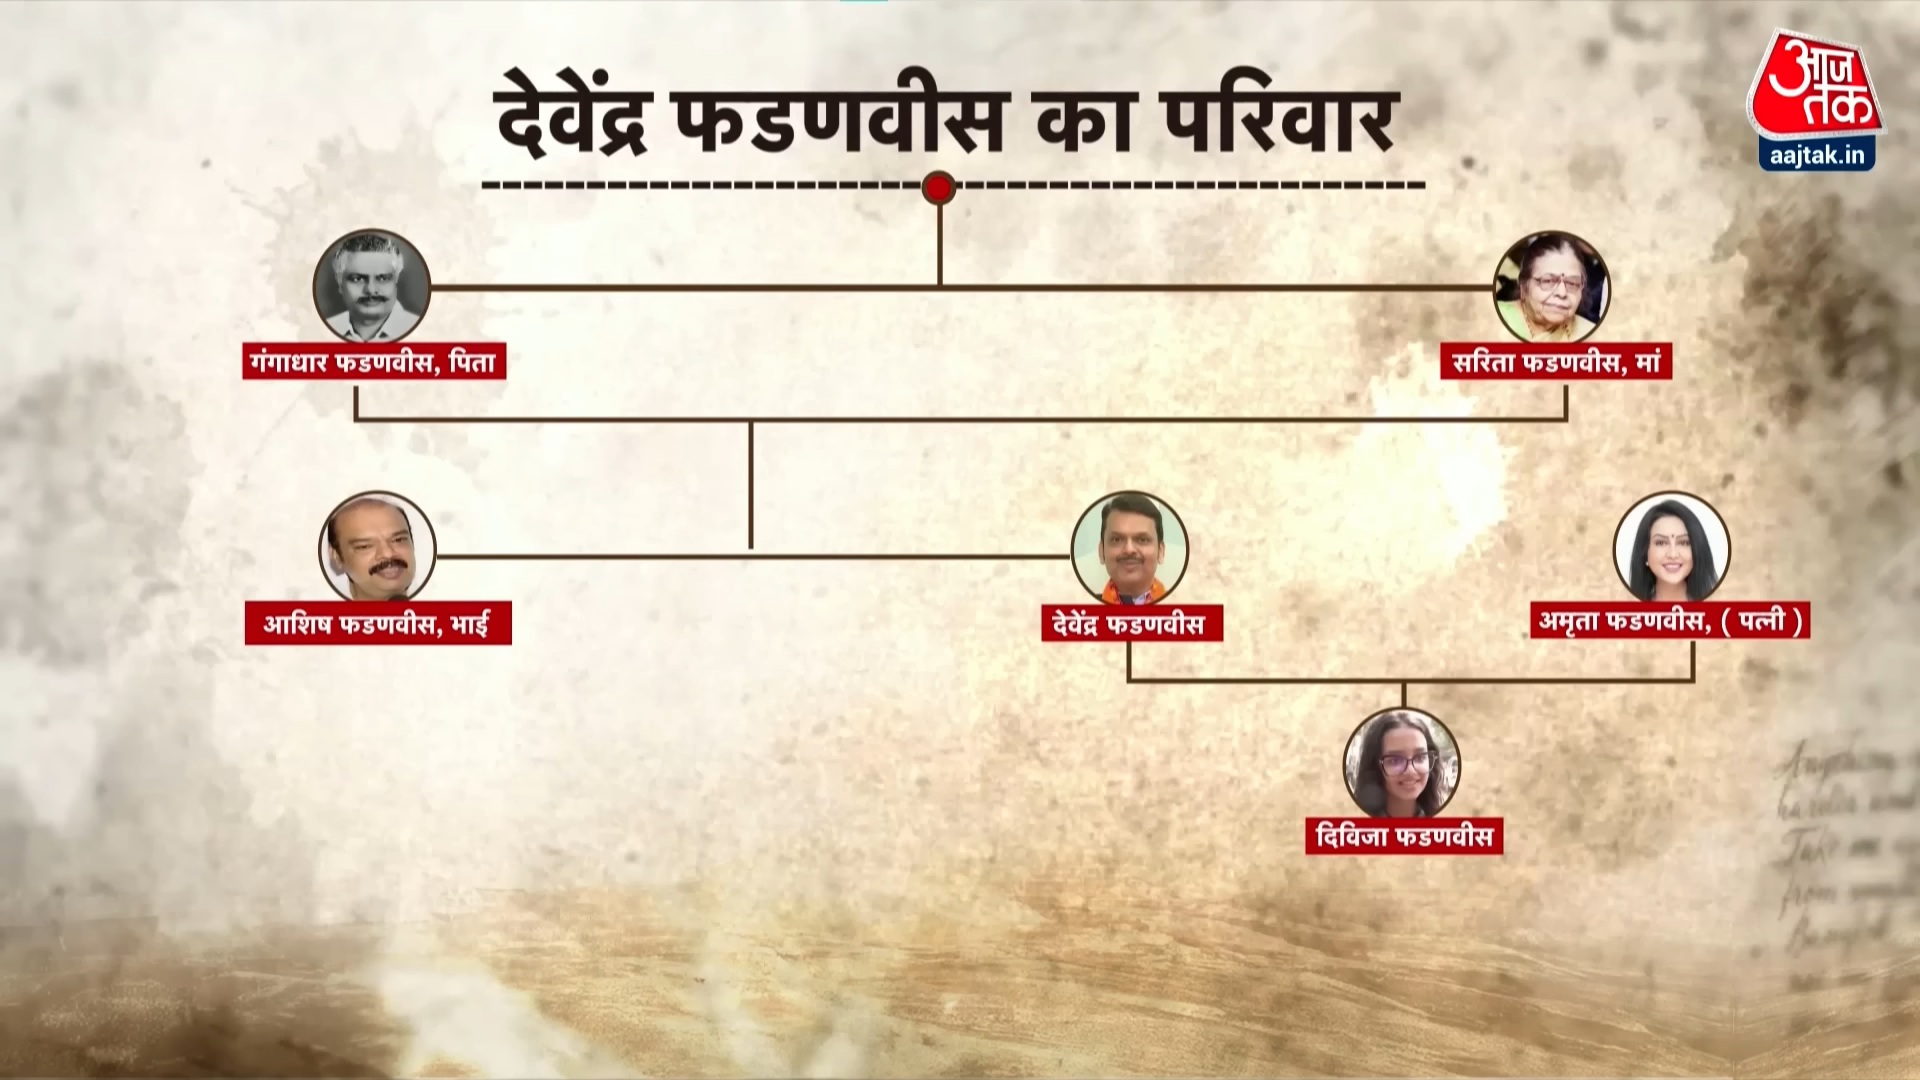 देवेंद्र फडणवीस का परिवार
आज
तक
aajtak.in
गंगाधार फडणवीस, पिता
सरिता फडणवीस, मां
आशिष फडणवीस, भाई
देवेंद्र फडणवीस
अमृता फडणवीस, ( पत्नी )
दिविजा फडणवीस